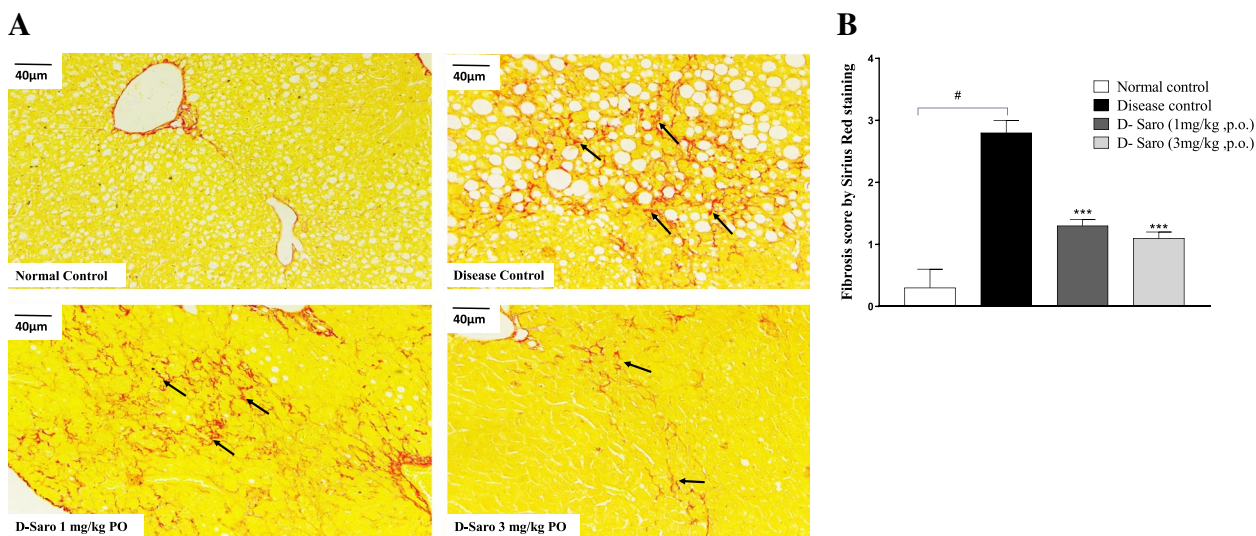 A
40μm
Normal Control
40μm
Disease Control
40μm
D-Saro 1 mg/kg PO
40μm
D-Saro 3 mg/kg PO
B
Fibrosis score by Sirius Red staining
4
3
2
1
0
#
***
***
Normal control
Disease control
D- Saro (1mg/kg ,p.o.)
D- Saro (3mg/kg ,p.o.)